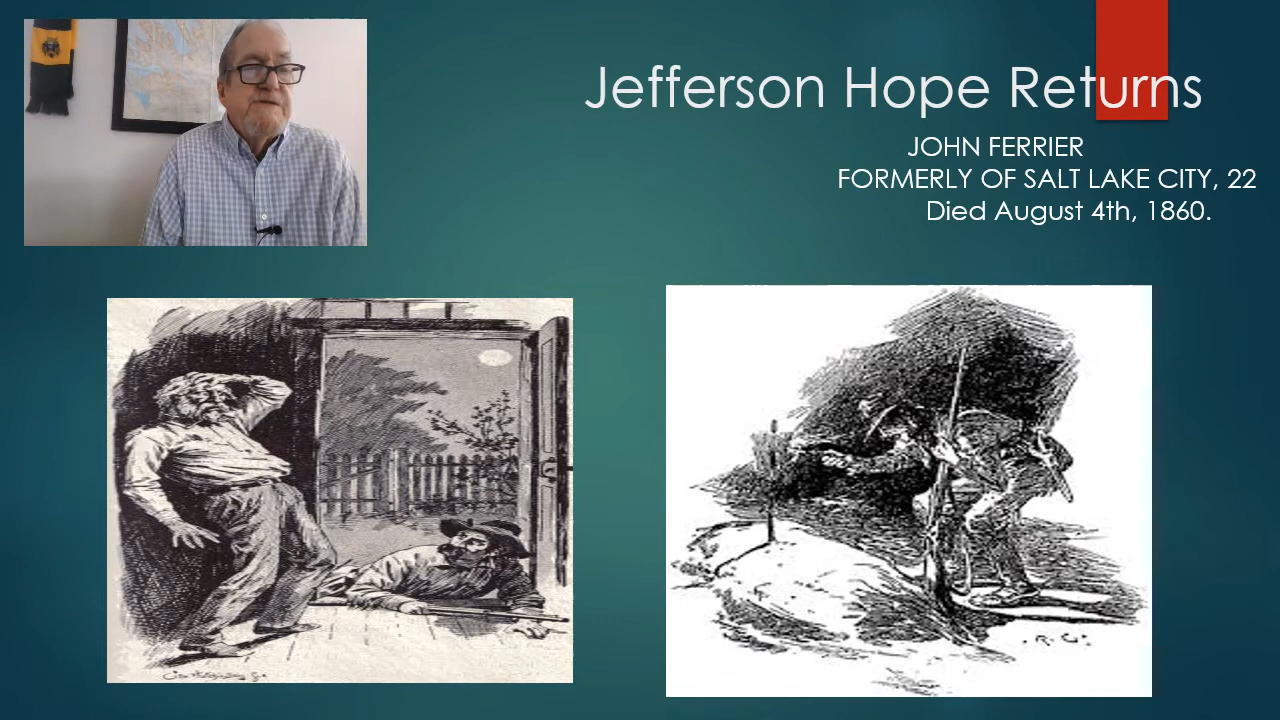 Jefferson Hope Returns
JOHN FERRIER
FORMERLY OF SALT LAKE CITY, 22
Died August 4th, 1860.